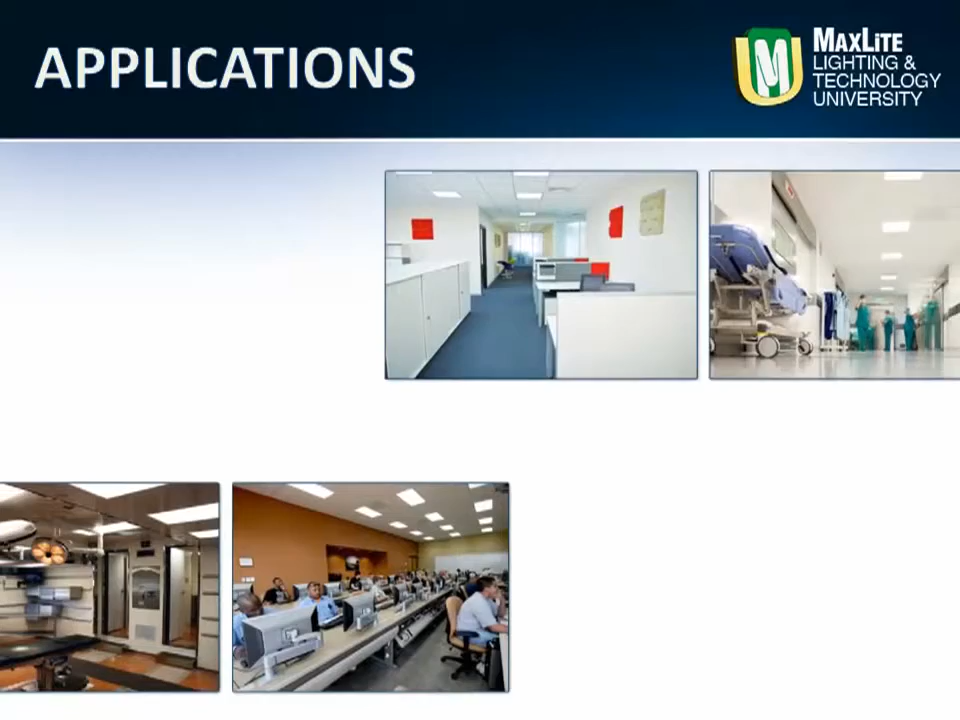 APPLICATIONS
MAXLITE
LIGHTING &
TECHNOLOGY
UNIVERSITY